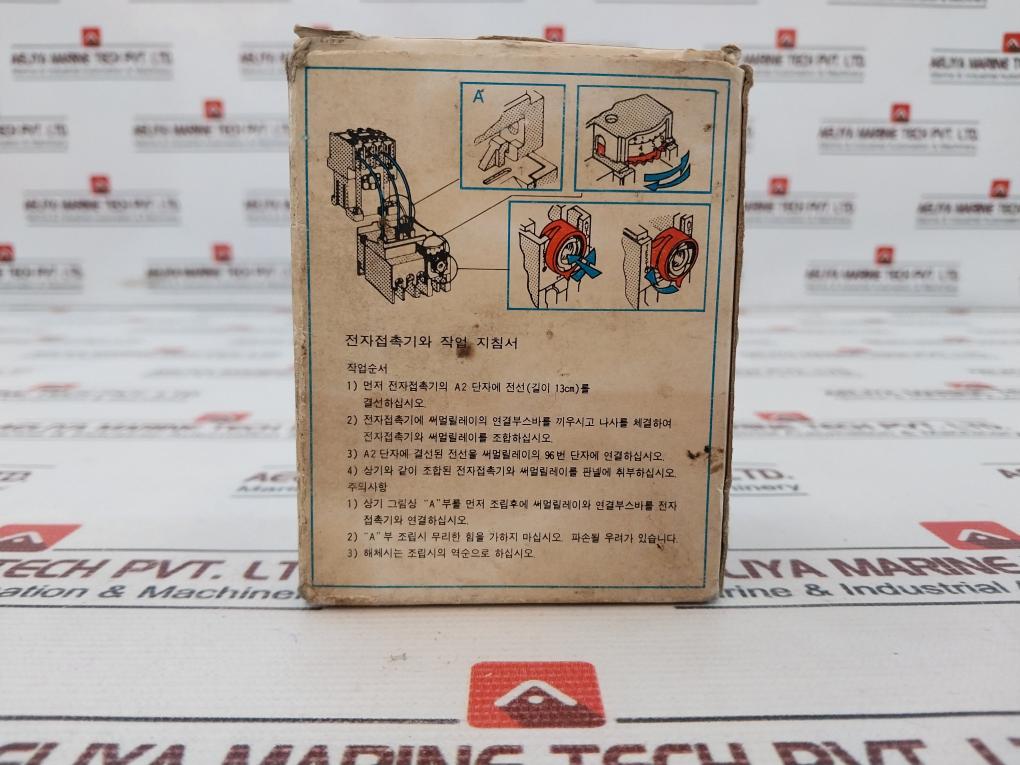 A
전자접촉기와 작업 지침서
작업순서
1) 먼저 전자접촉기의 A2 단자에 전선(길이 13cm)를
결선하십시오.
2) 전자접촉기에 써멀릴레이의 연결부스바를 끼우시고 나사를 체결하여
전자접촉기와 써멀릴레이를 조합하십시오.
3) A2 단자에 결선된 전선을 써멀릴레이의 96번 단자에 연결하십시오.
4) 상기와 같이 조합된 전자접촉기와 써멀릴레이를 판넬에 취부하십시오.
주의사항
1) 상기 그림상 "A"부를 먼저 조립후에 써멀릴레이와 연결부스바를 전자
접촉기와 연결하십시오.
2) "A"부 조립시 무리한 힘을 가하지 마십시오. 파손될 우려가 있습니다.
3) 해체시는 조립시의 역순으로 하십시오.
AELIYA MARINE TECH PVT. LTD.